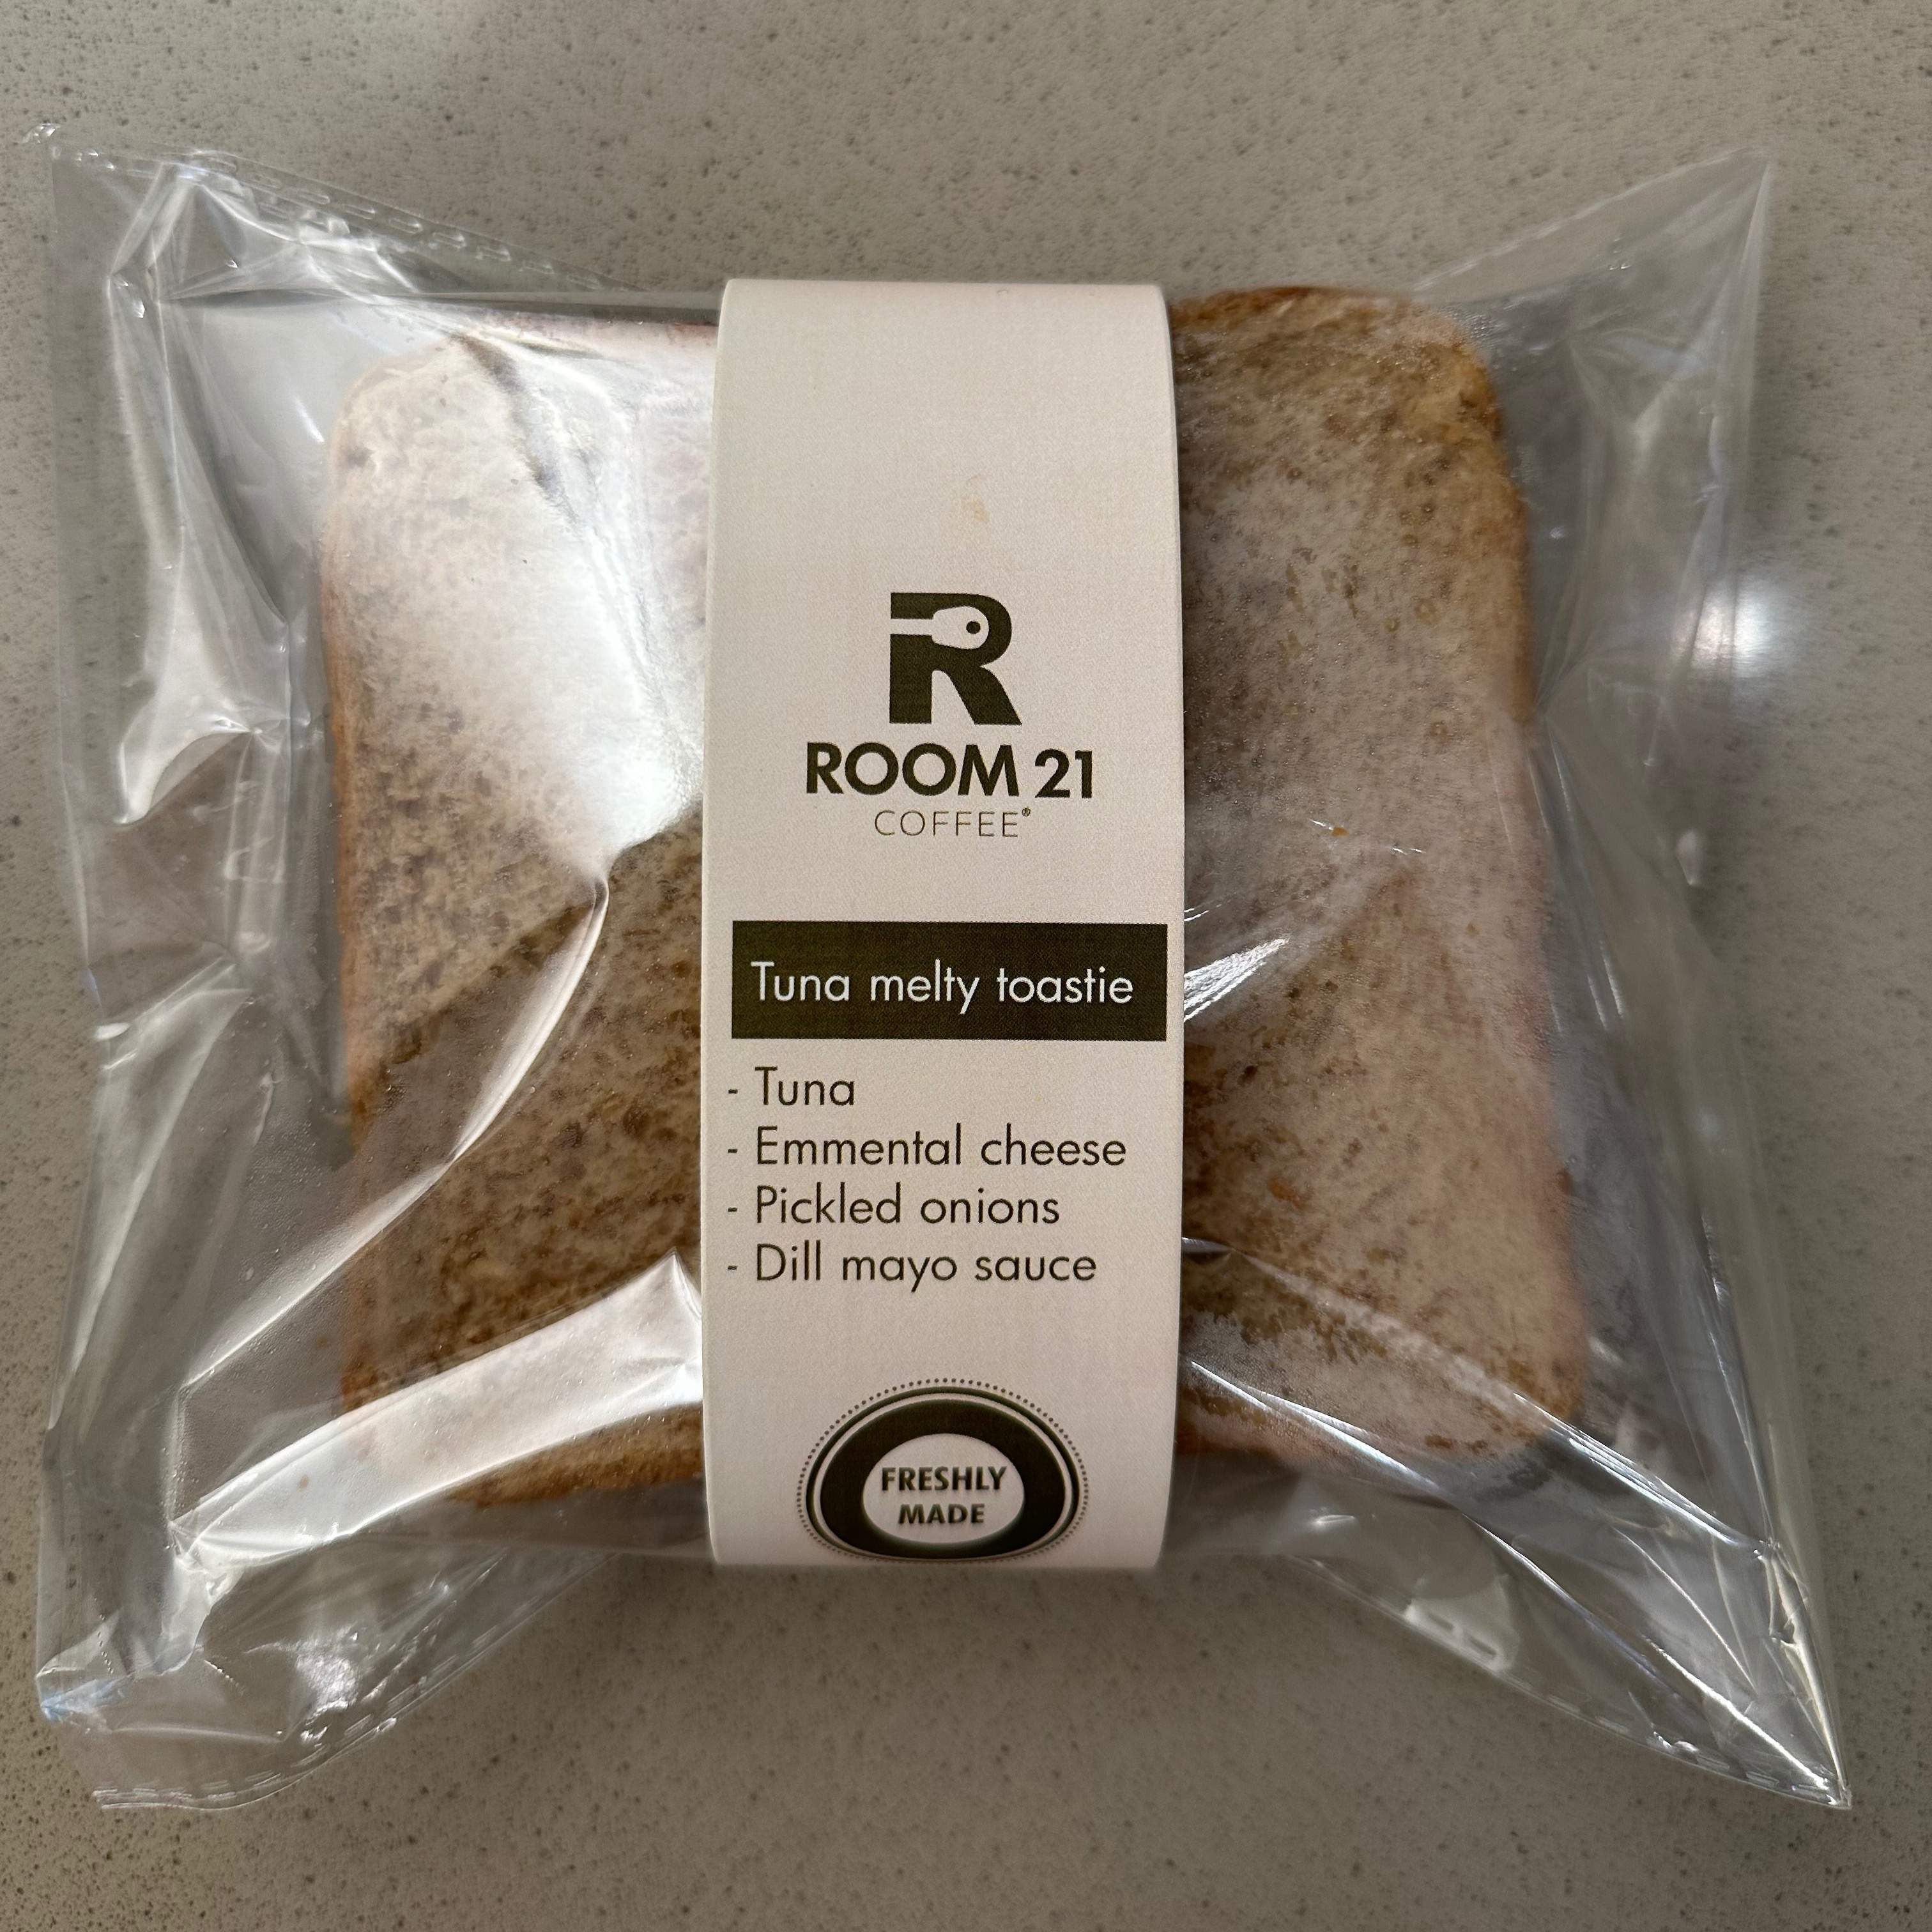 ROOM 21
COFFEE®
Tuna melty toastie
- Tuna
- Emmental cheese
- Pickled onions
- Dill mayo sauce
FRESHLY
MADE